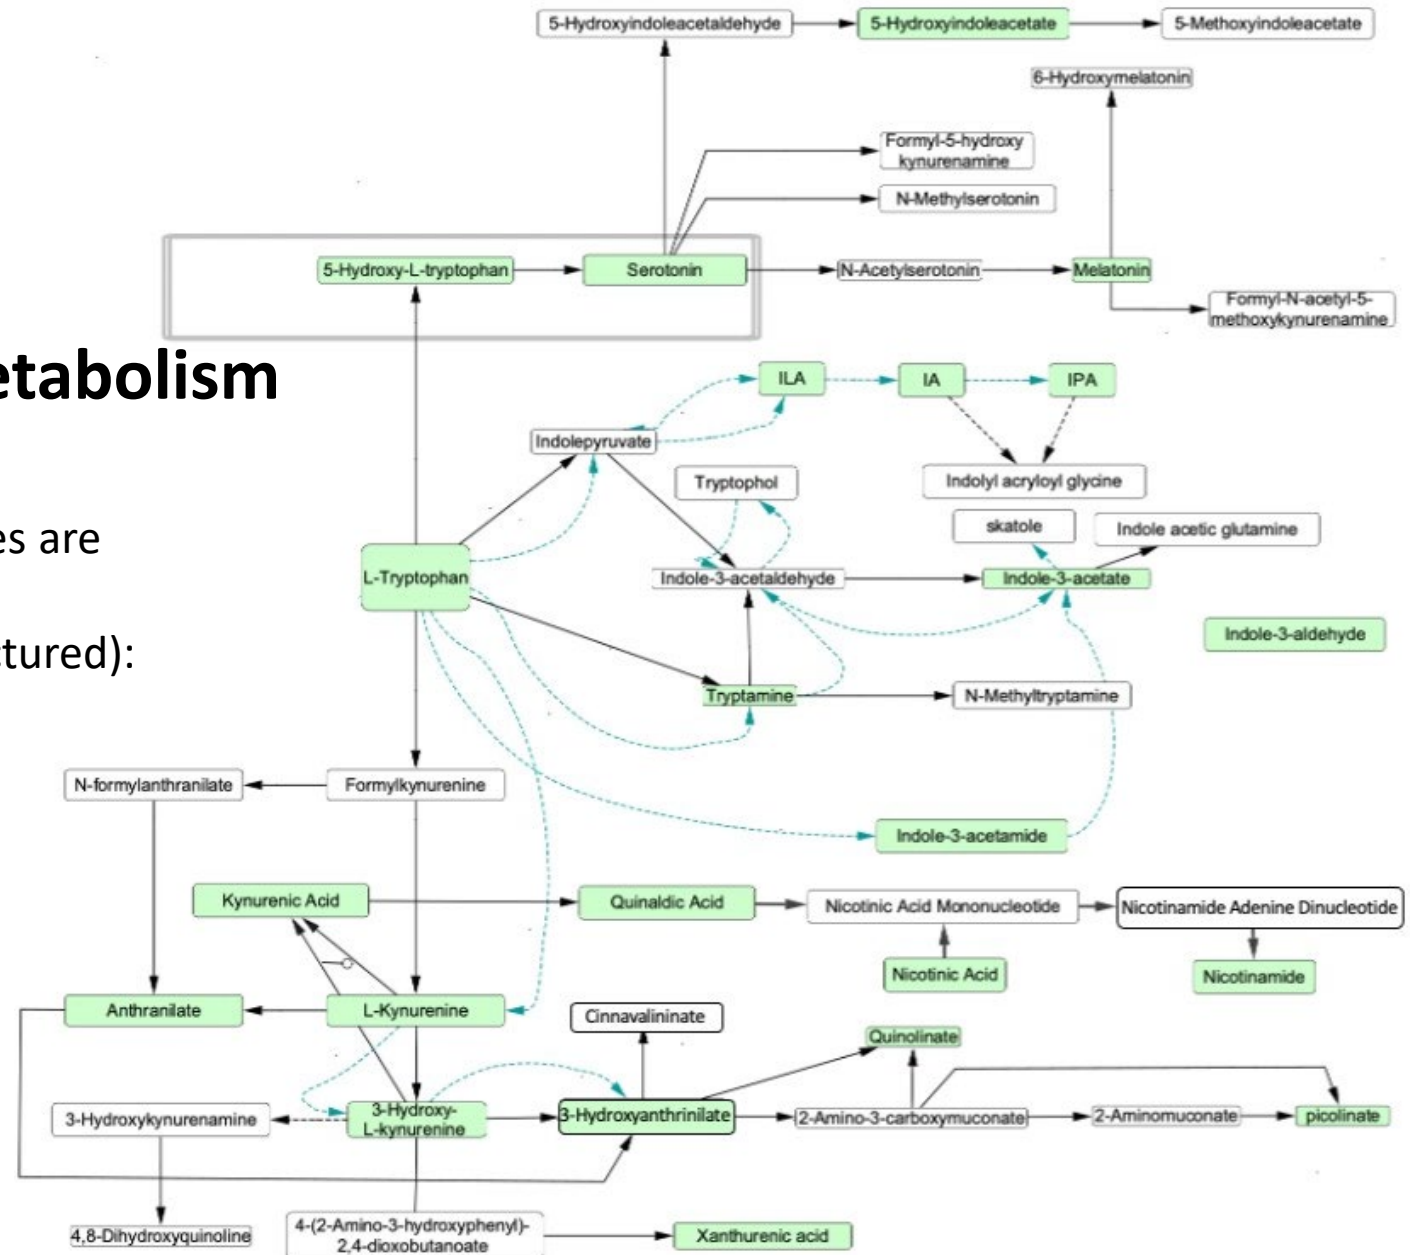 5-Hydroxyindoleacetaldehyde
5-Hydroxyindoleacetate
5-Methoxyindoleacetate
6-Hydroxymelatonin
Formyl-5-hydroxy
kynurenamine
N-Methylserotonin
5-Hydroxy-L-tryptophan
Serotonin
N-Acetylserotonin
Melatonin
Formyl-N-acetyl-5-
methoxykynurenamine
etabolism
ILA
IA
IPA
Indolepyruvate
Tryptophol
Indolyl acryloyl glycine
skatole
Indole acetic glutamine
es are
L-Tryptophan
Indole-3-acetaldehyde
Indole-3-acetate
Indole-3-aldehyde
ctured):
Tryptamine
N-Methyltryptamine
N-formylanthranilate
Formylkynurenine
Indole-3-acetamide
Kynurenic Acid
Quinaldic Acid
Nicotinic Acid Mononucleotide
Nicotinamide Adenine Dinucleotide
Nicotinic Acid
Nicotinamide
Anthranilate
L-Kynurenine
Cinnavalininate
Quinolinate
3-Hydroxykynurenamine
3-Hydroxy-
L-kynurenine
3-Hydroxyanthrinilate
2-Amino-3-carboxymuconate
2-Aminomuconate
picolinate
4,8-Dihydroxyquinoline
4-(2-Amino-3-hydroxyphenyl)-
2,4-dioxobutanoate
Xanthurenic acid